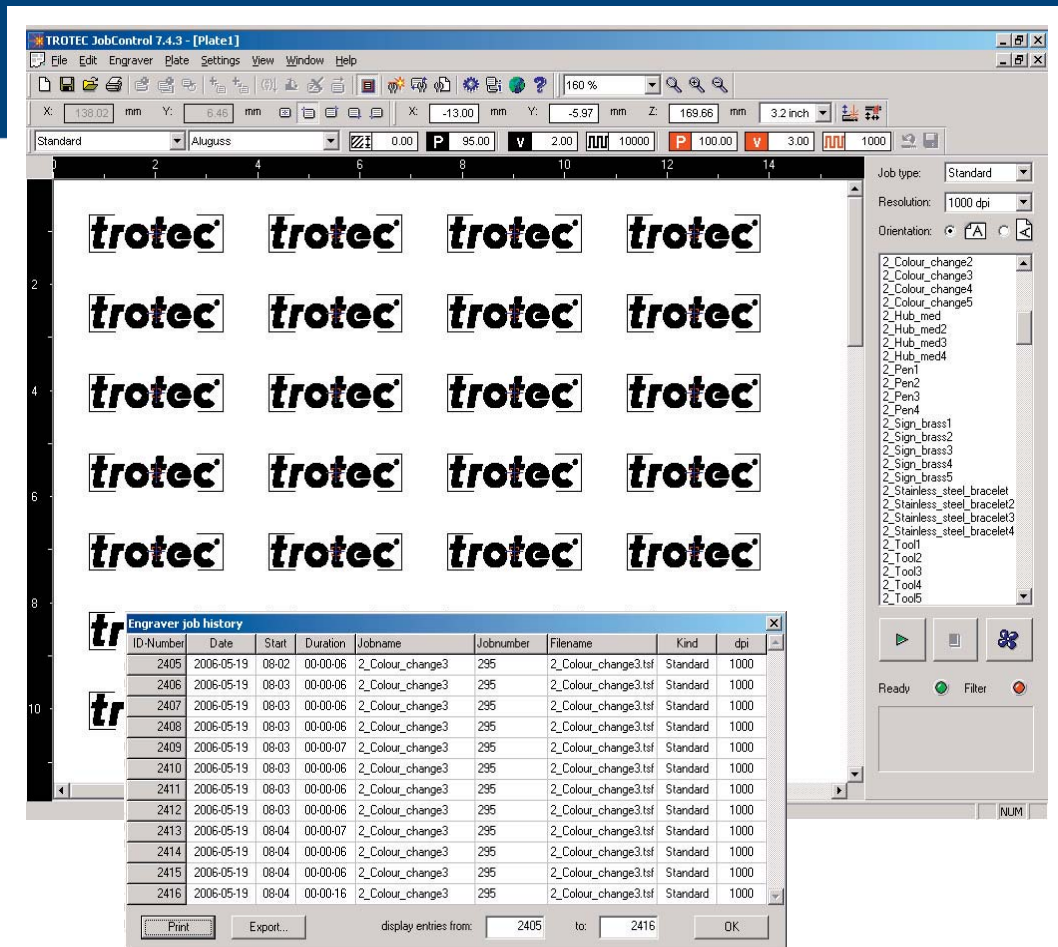 TROTEC JobControl 7.4.3 - [Plate1]
File Edit Engraver Plate Settings View Window Help
160 %
X: 138.02 mm Y: 6.46 mm X: -13.00 mm Y: -5.97 mm Z: 169.66 mm 3.2 inch
Standard Aluguss 0.00 P 95.00 V 2.00 10000 P 100.00 V 3.00 1000
0 2 4 6 8 10 12 14
Job type: Standard
Resolution: 1000 dpi
Orientation: A A
trotec trotec trotec trotec
2
trotec trotec trotec trotec
4
trotec trotec trotec trotec
trotec trotec trotec trotec
6
trotec trotec trotec trotec
8
tr
10
tr
2_Colour_change2
2_Colour_change3
2_Colour_change4
2_Colour_change5
2_Hub_med
2_Hub_med2
2_Hub_med3
2_Hub_med4
2_Pen1
2_Pen2
2_Pen3
2_Pen4
2_Sign_brass1
2_Sign_brass2
2_Sign_brass3
2_Sign_brass4
2_Sign_brass5
2_Stainless_steel_bracelet
2_Stainless_steel_bracelet2
2_Stainless_steel_bracelet3
2_Stainless_steel_bracelet4
2_Tool1
2_Tool2
2_Tool3
2_Tool4
2_Tool5
Ready Filter
NUM
Engraver job history
ID-Number Date Start Duration Jobname Jobnumber Filename Kind dpi
2405 2006-05-19 08-02 00-00-06 2_Colour_change3 295 2_Colour_change3.tsf Standard 1000
2406 2006-05-19 08-03 00-00-06 2_Colour_change3 295 2_Colour_change3.tsf Standard 1000
2407 2006-05-19 08-03 00-00-06 2_Colour_change3 295 2_Colour_change3.tsf Standard 1000
2408 2006-05-19 08-03 00-00-06 2_Colour_change3 295 2_Colour_change3.tsf Standard 1000
2409 2006-05-19 08-03 00-00-07 2_Colour_change3 295 2_Colour_change3.tsf Standard 1000
2410 2006-05-19 08-03 00-00-06 2_Colour_change3 295 2_Colour_change3.tsf Standard 1000
2411 2006-05-19 08-03 00-00-06 2_Colour_change3 295 2_Colour_change3.tsf Standard 1000
2412 2006-05-19 08-03 00-00-06 2_Colour_change3 295 2_Colour_change3.tsf Standard 1000
2413 2006-05-19 08-04 00-00-07 2_Colour_change3 295 2_Colour_change3.tsf Standard 1000
2414 2006-05-19 08-04 00-00-06 2_Colour_change3 295 2_Colour_change3.tsf Standard 1000
2415 2006-05-19 08-04 00-00-06 2_Colour_change3 295 2_Colour_change3.tsf Standard 1000
2416 2006-05-19 08-04 00-00-16 2_Colour_change3 295 2_Colour_change3.tsf Standard 1000
Print Export... display entries from: 2405 to: 2416 OK